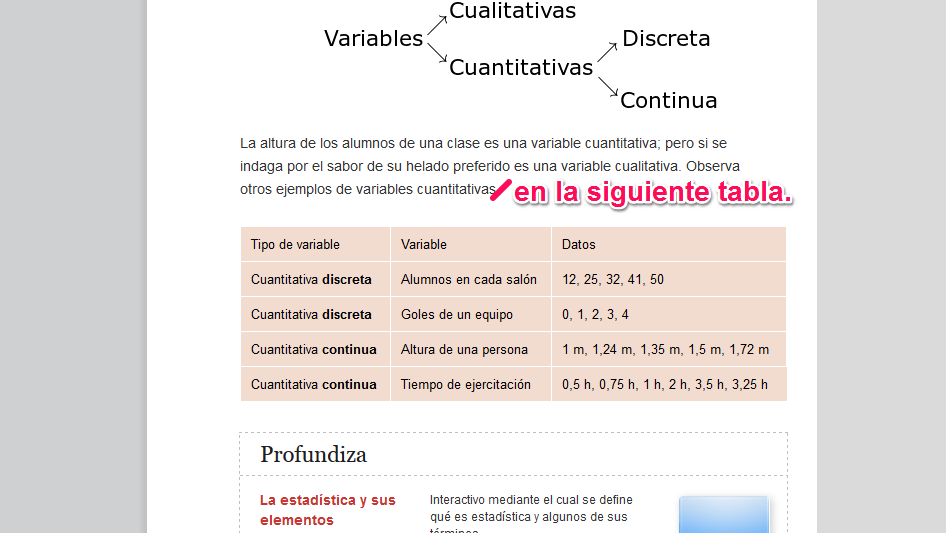 Cualitativas
Variables
Discreta
Cuantitativas
Continua
La altura de los alumnos de una clase es una variable cuantitativa; pero si se
indaga por el sabor de su helado preferido es una variable cualitativa. Observa
otros ejemplos de variables cuantitativas en la siguiente tabla.
Tipo de variable Variable Datos
Cuantitativa discreta Alumnos en cada salón 12, 25, 32, 41, 50
Cuantitativa discreta Goles de un equipo 0, 1, 2, 3, 4
Cuantitativa continua Altura de una persona 1 m, 1,24 m, 1,35 m, 1,5 m, 1,72 m
Cuantitativa continua Tiempo de ejercitación 0,5 h, 0,75 h, 1 h, 2 h, 3,5 h, 3,25 h
Profundiza
La estadística y sus
elementos
Interactivo mediante el cual se define
qué es estadística y algunos de sus
términos